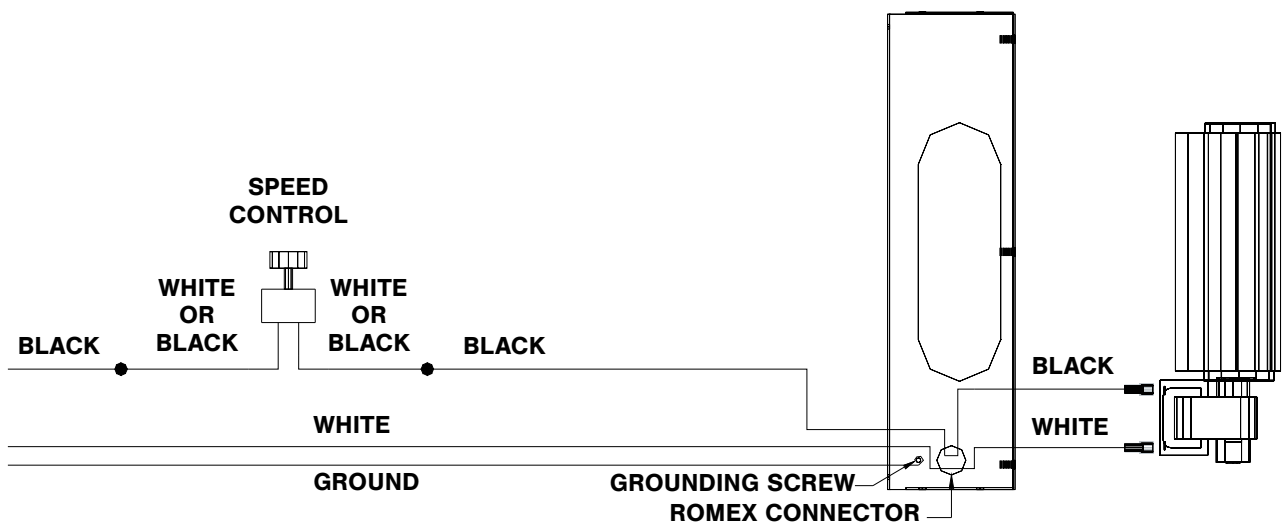 SPEED
CONTROL
WHITE
OR
BLACK
WHITE
OR
BLACK
BLACK
BLACK
BLACK
WHITE
WHITE
GROUND
GROUNDING SCREW
ROMEX CONNECTOR